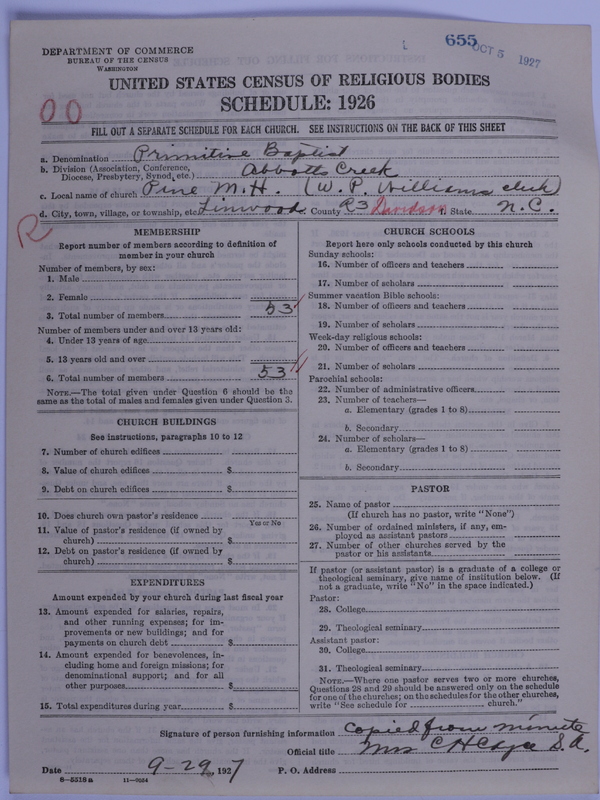 655 OCT 5 1927
DEPARTMENT OF COMMERCE
BUREAU OF THE CENSUS
WASHINGTON
UNITED STATES CENSUS OF RELIGIOUS BODIES
SCHEDULE: 1926
00
FILL OUT A SEPARATE SCHEDULE FOR EACH CHURCH. SEE INSTRUCTIONS ON THE BACK OF THIS SHEET
a. Denomination Primitive Baptist
b. Division (Association, Conference, Diocese, Presbytery, Synod, etc.) Abbotts Creek
c. Local name of church Pine M.H. (W. P. Williams clerk)
d. City, town, village, or township, etc. Linwood County R3 Davidson State N.C.
R
MEMBERSHIP
Report number of members according to definition of
member in your church
Number of members, by sex:
1. Male
2. Female
3. Total number of members 53
Number of members under and over 13 years old:
4. Under 13 years of age
5. 13 years old and over
6. Total number of members 53
NOTE.—The total given under Question 6 should be the
same as the total of males and females given under Question 3.
CHURCH BUILDINGS
See instructions, paragraphs 10 to 12
7. Number of church edifices
8. Value of church edifices $
9. Debt on church edifices $
10. Does church own pastor's residence
Yes or No
11. Value of pastor's residence (if owned by
church) $
12. Debt on pastor's residence (if owned by
church) $
EXPENDITURES
Amount expended by your church during last fiscal year
13. Amount expended for salaries, repairs,
and other running expenses; for im-
provements or new buildings; and for
payments on church debt $
14. Amount expended for benevolences, in-
cluding home and foreign missions; for
denominational support; and for all
other purposes $
15. Total expenditures during year $
CHURCH SCHOOLS
Report here only schools conducted by this church
Sunday schools:
16. Number of officers and teachers
17. Number of scholars
Summer vacation Bible schools:
18. Number of officers and teachers
19. Number of scholars
Week-day religious schools:
20. Number of officers and teachers
21. Number of scholars
Parochial schools:
22. Number of administrative officers
23. Number of teachers—
a. Elementary (grades 1 to 8)
b. Secondary
24. Number of scholars—
a. Elementary (grades 1 to 8)
b. Secondary
PASTOR
25. Name of pastor
(If church has no pastor, write "None")
26. Number of ordained ministers, if any, em-
ployed as assistant pastors
27. Number of other churches served by the
pastor or his assistants
If pastor (or assistant pastor) is a graduate of a college or
theological seminary, give name of institution below. (If
not a graduate, write "No" in the space indicated.)
Pastor:
28. College
29. Theological seminary
Assistant pastor:
30. College
31. Theological seminary
NOTE.—Where one pastor serves two or more churches,
Questions 28 and 29 should be answered only on the schedule
for one of the churches; on the schedules for the other churches,
write "See schedule for church."
Signature of person furnishing information Copied from minute
Official title Mrs C H S.A.
Date 9-29, 1927 P. O. Address
8-5518a 11-9034